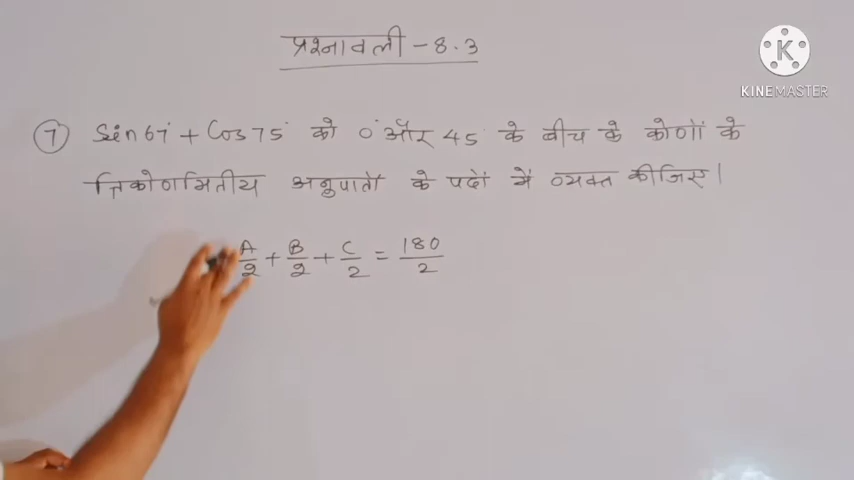 प्रश्नावली - 8.3
K
KINEMASTER
7 Sin 67° + Cos 75° को 0° और 45° के बीच के कोणों के
त्रिकोणमितीय अनुपातों के पदों में व्यक्त कीजिए।
A/2 + B/2 + C/2 = 180/2